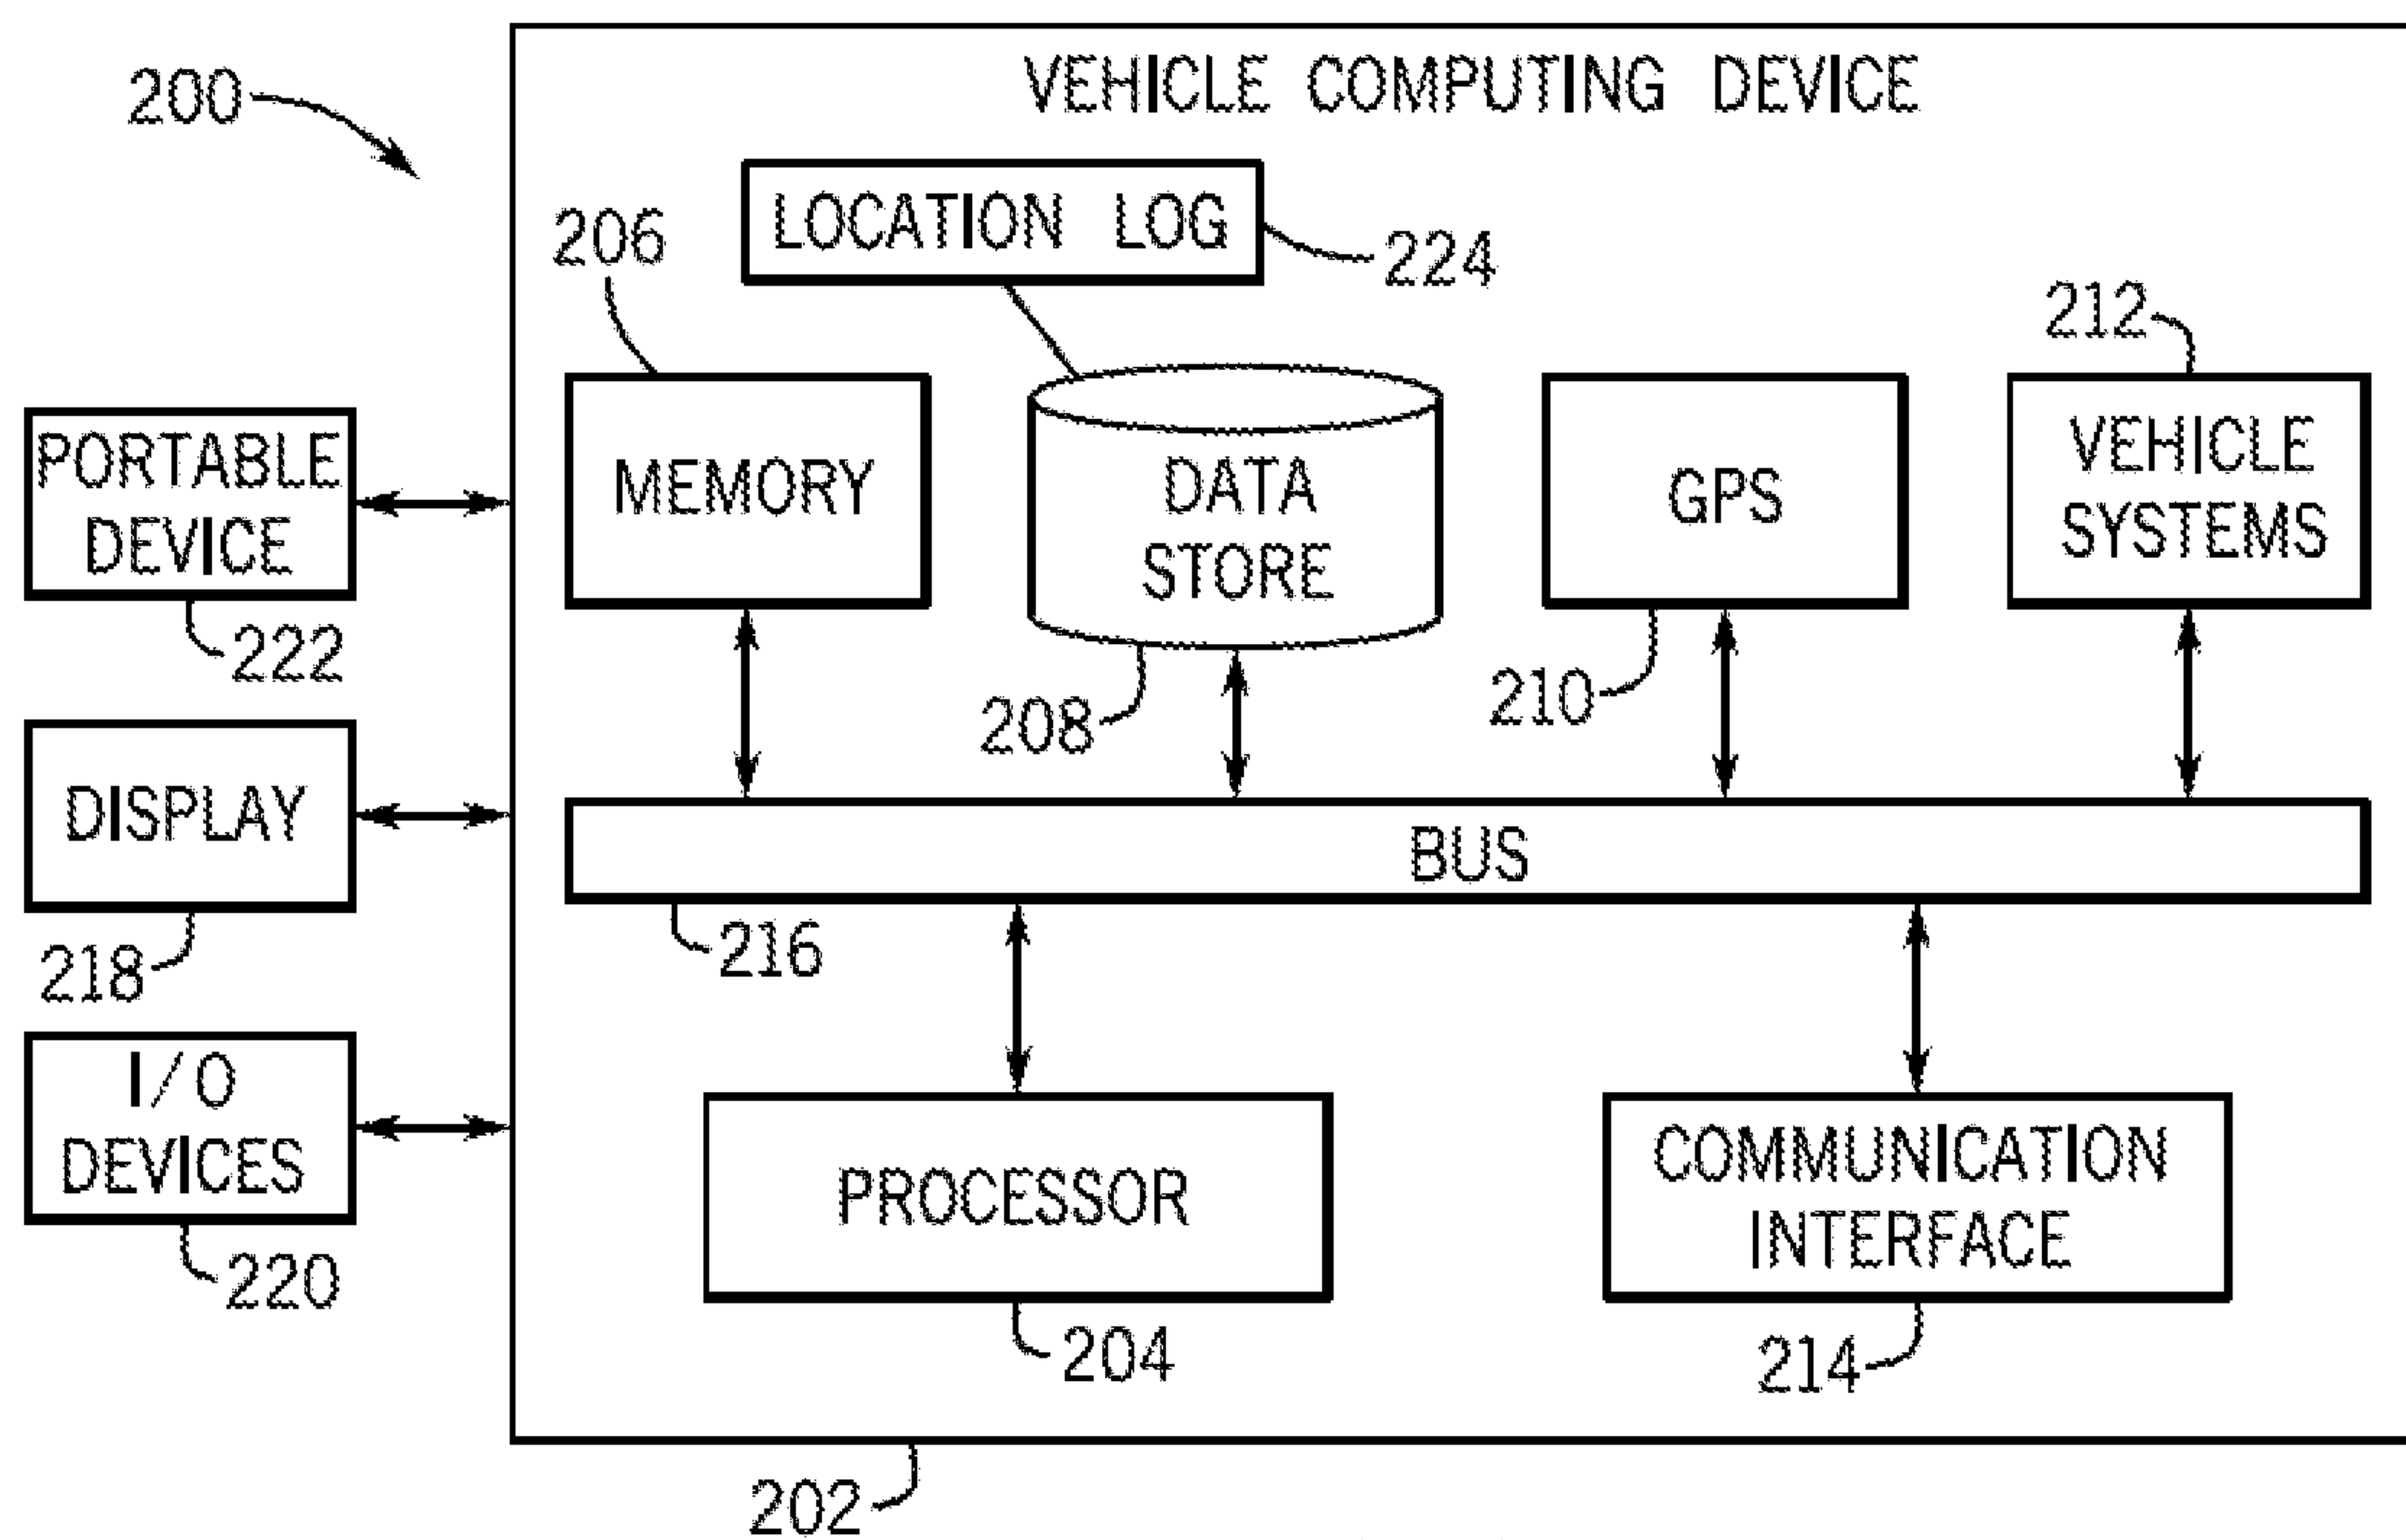 VEHICLE COMPUTING DEVICE
200
LOCATION LOG
224
206
212
PORTABLE
DEVICE
222
MEMORY
DATA
STORE
208
GPS
210
VEHICLE
SYSTEMS
DISPLAY
218
BUS
216
I/O
DEVICES
220
PROCESSOR
204
COMMUNICATION
INTERFACE
214
202